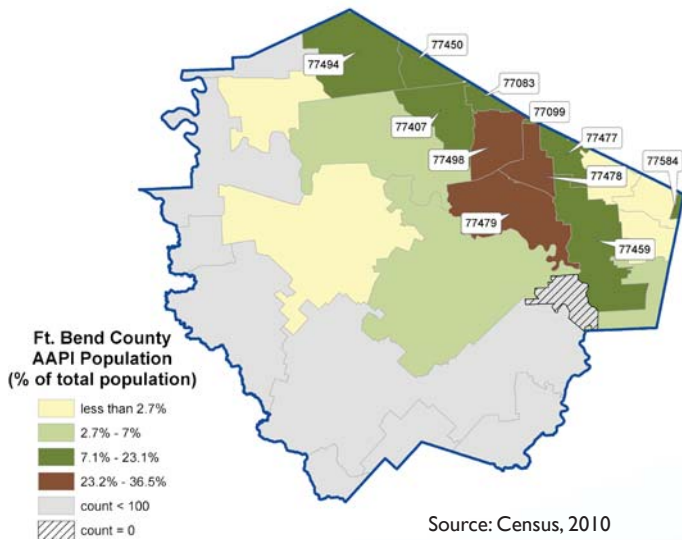 77450
77494
77083
77099
77477
77407
77584
77498
77478
77479
77459
Ft. Bend County
AAPI Population
(% of total population)
less than 2.7%
2.7% - 7%
7.1% - 23.1%
23.2% - 36.5%
count < 100
count = 0
Source: Census, 2010